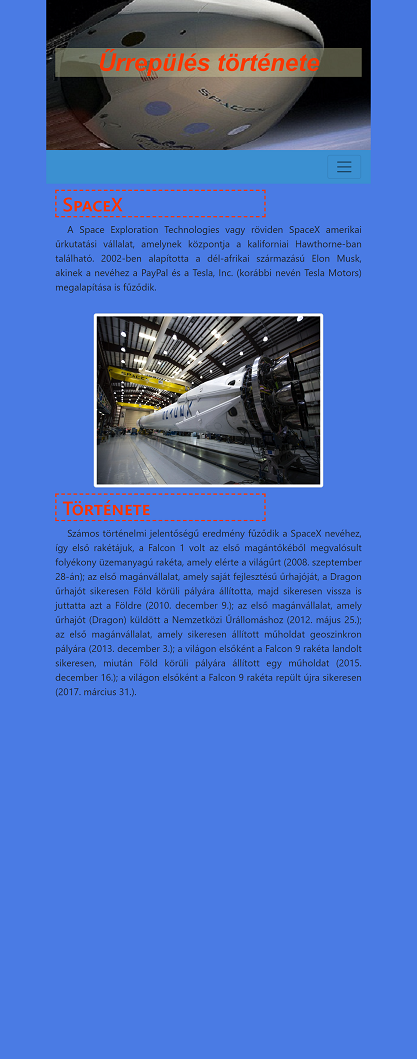 Űrrepülés története
SPACEX
SpaceX
A Space Exploration Technologies vagy röviden SpaceX amerikai
űrkutatási vállalat, amelynek központja a kaliforniai Hawthorne-ban
található. 2002-ben alapította a dél-afrikai származású Elon Musk,
akinek a nevéhez a PayPal és a Tesla, Inc. (korábbi nevén Tesla Motors)
megalapítása is fűződik.
Története
Számos történelmi jelentőségű eredmény fűződik a SpaceX nevéhez,
így első rakétájuk, a Falcon 1 volt az első magántőkéből megvalósult
folyékony üzemanyagú rakéta, amely elérte a világűrt (2008. szeptember
28-án); az első magánvállalat, amely saját fejlesztésű űrhajóját, a Dragon
űrhajót sikeresen Föld körüli pályára állította, majd sikeresen vissza is
juttatta azt a Földre (2010. december 9.); az első magánvállalat, amely
űrhajót (Dragon) küldött a Nemzetközi Űrállomáshoz (2012. május 25.);
az első magánvállalat, amely sikeresen állított műholdat geoszinkron
pályára (2013. december 3.); a világon elsőként a Falcon 9 rakéta landolt
sikeresen, miután Föld körüli pályára állított egy műholdat (2015.
december 16.); a világon elsőként a Falcon 9 rakéta repült újra sikeresen
(2017. március 31.).